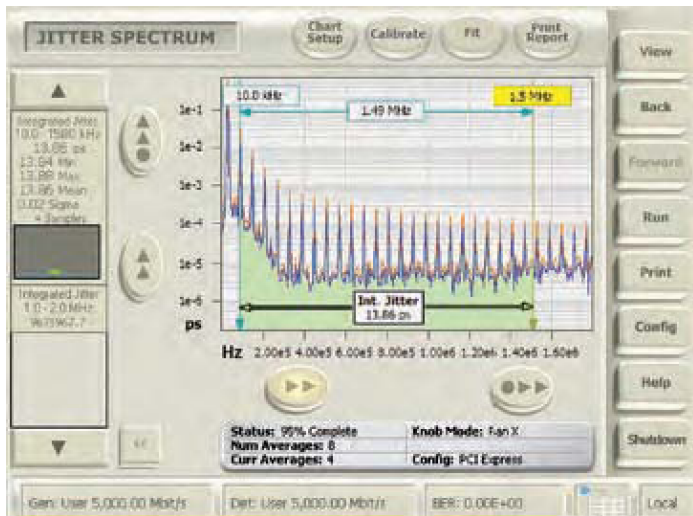 JITTER SPECTRUM
Chart Setup
Calibrate
Fit
Print Report
View
Back
Forward
Run
Print
Config
Help
Shutdown
Integrated Jitter
10.0 - 1500 kHz
13.86 ps
13.84 Min
13.88 Max
13.86 Mean
0.02 Sigma
4 Samples
Integrated Jitter
1.0 - 2.0 MHz
10.0 kHz
1.49 MHz
1.5 MHz
1e-1
1e-2
1e-3
1e-4
1e-5
1e-6
ps
Int. Jitter
13.86 ps
Hz 2.00e5 4.00e5 6.00e5 8.00e5 1.00e6 1.20e6 1.40e6 1.60e6
Status: 95% Complete
Num Averages: 8
Curr Averages: 4
Knob Mode: Pan X
Config: PCI Express
Gen: User 5,000.00 Mbit/s
Det: User 5,000.00 Mbit/s
BER: 0.00E+00
Local